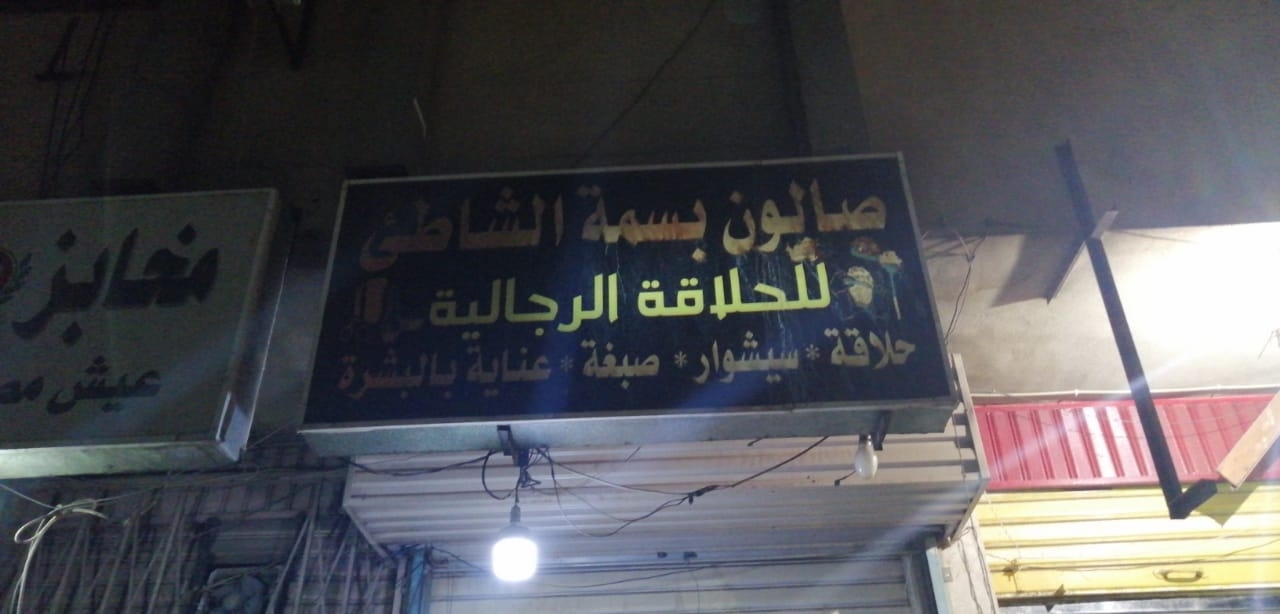 صالون بسمة الشاطئ
للحلاقة الرجالية
حلاقة * سيشوار * صبغة * عناية بالبشرة
مخابز
عيش